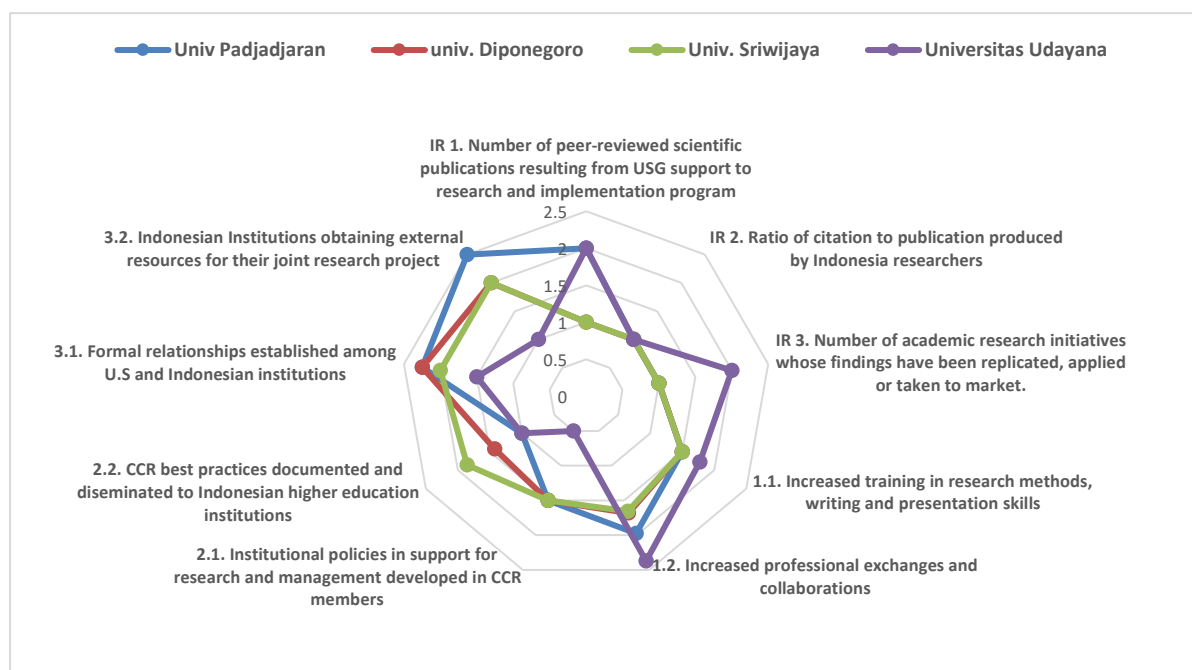 Univ Padjadjaran univ. Diponegoro Univ. Sriwijaya Universitas Udayana
IR 1. Number of peer-reviewed scientific
publications resulting from USG support to
research and implementation program
IR 2. Ratio of citation to publication produced
by Indonesia researchers
IR 3. Number of academic research initiatives
whose findings have been replicated, applied
or taken to market.
1.1. Increased training in research methods,
writing and presentation skills
1.2. Increased professional exchanges and
collaborations
2.1. Institutional policies in support for
research and management developed in CCR
members
2.2. CCR best practices documented and
diseminated to Indonesian higher education
institutions
3.1. Formal relationships established among
U.S and Indonesian institutions
3.2. Indonesian Institutions obtaining external
resources for their joint research project
2.5
2
1.5
1
0.5
0